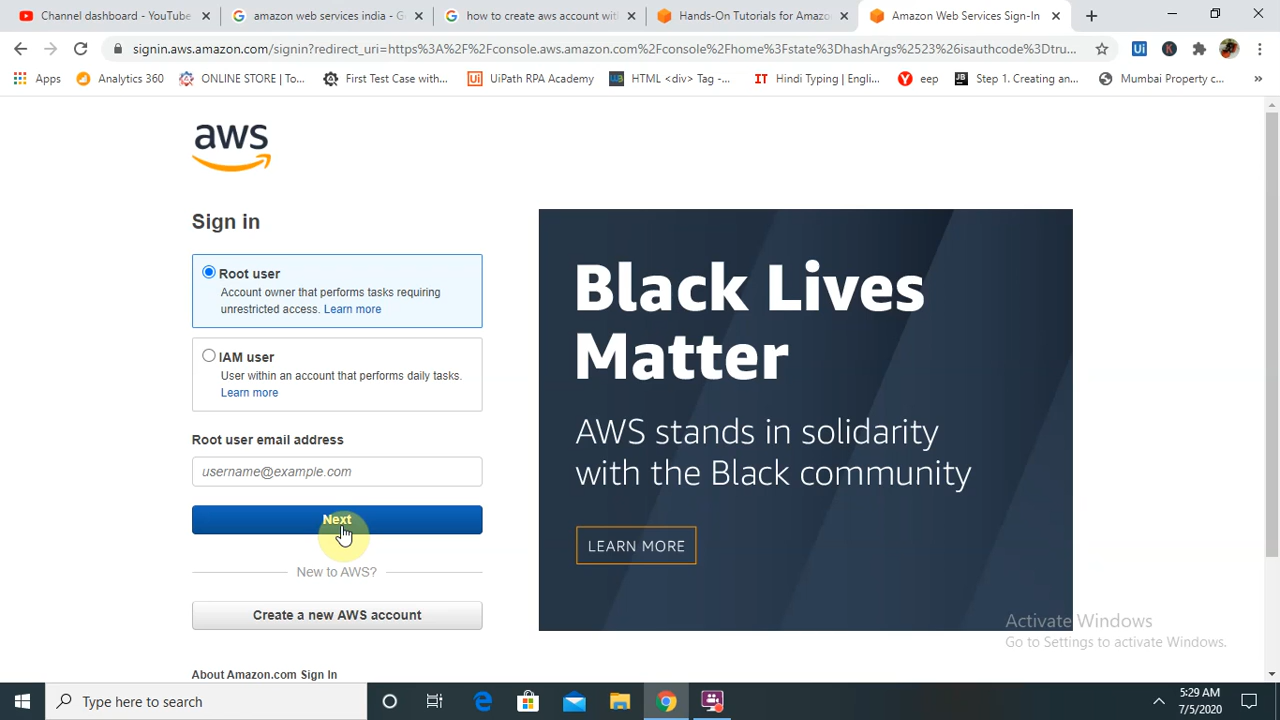 Channel dashboard - YouTube
amazon web services india - G
how to create aws account with
Hands-On Tutorials for Amazo
Amazon Web Services Sign-In
signin.aws.amazon.com/signin?redirect_uri=https%3A%2F%2Fconsole.aws.amazon.com%2Fconsole%2Fhome%3Fstate%3DhashArgs%2523%26isauthcode%3Dtru...
Apps
Analytics 360
ONLINE STORE | To...
First Test Case with...
UiPath RPA Academy
HTML <div> Tag -...
Hindi Typing | Engli...
eep
Step 1. Creating an...
Mumbai Property c...
aws
Sign in
Root user
Account owner that performs tasks requiring
unrestricted access. Learn more
IAM user
User within an account that performs daily tasks.
Learn more
Root user email address
username@example.com
Next
New to AWS?
Create a new AWS account
About Amazon.com Sign In
Black Lives
Matter
AWS stands in solidarity
with the Black community
LEARN MORE
Activate Windows
Go to Settings to activate Windows.
Type here to search
5:29 AM
7/5/2020